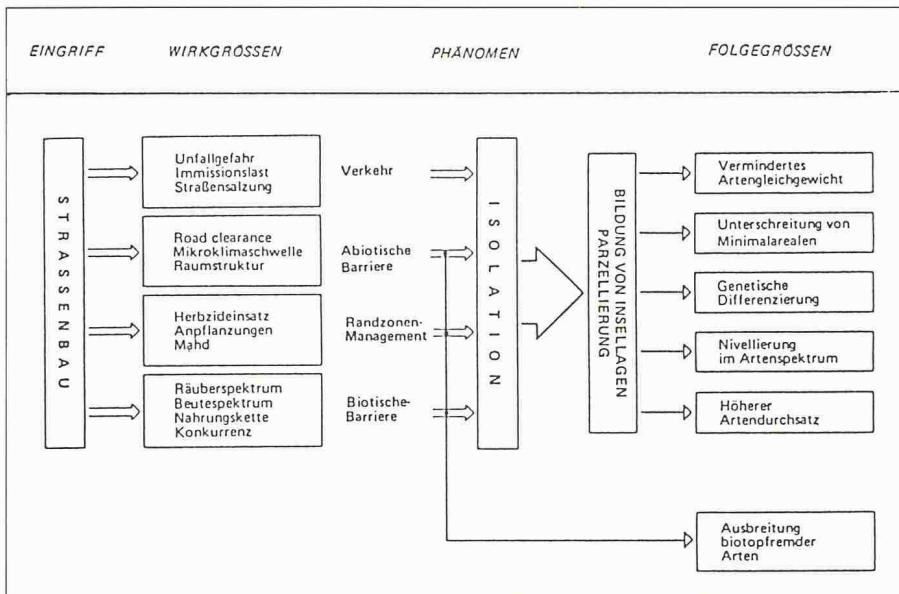 EINGRIFF
WIRKGRÖSSEN
PHÄNOMEN
FOLGEGRÖSSEN
STRASSENBAU
Unfallgefahr
Immissionslast
Straßensalzung
Road clearance
Mikroklimaschwelle
Raumstruktur
Herbzideinsatz
Anpflanzungen
Mahd
Räuberspektrum
Beutespektrum
Nahrungskette
Konkurrenz
Verkehr
Abiotische
Barriere
Randzonen-
Management
Biotische-
Barriere
ISOLATION
BILDUNG VON INSELLAGEN
PARZELLIERUNG
Vermindertes
Artengleichgewicht
Unterschreitung von
Minimalarealen
Genetische
Differenzierung
Nivellierung
im Artenspektrum
Höherer
Artendurchsatz
Ausbreitung
biotopfremder
Arten